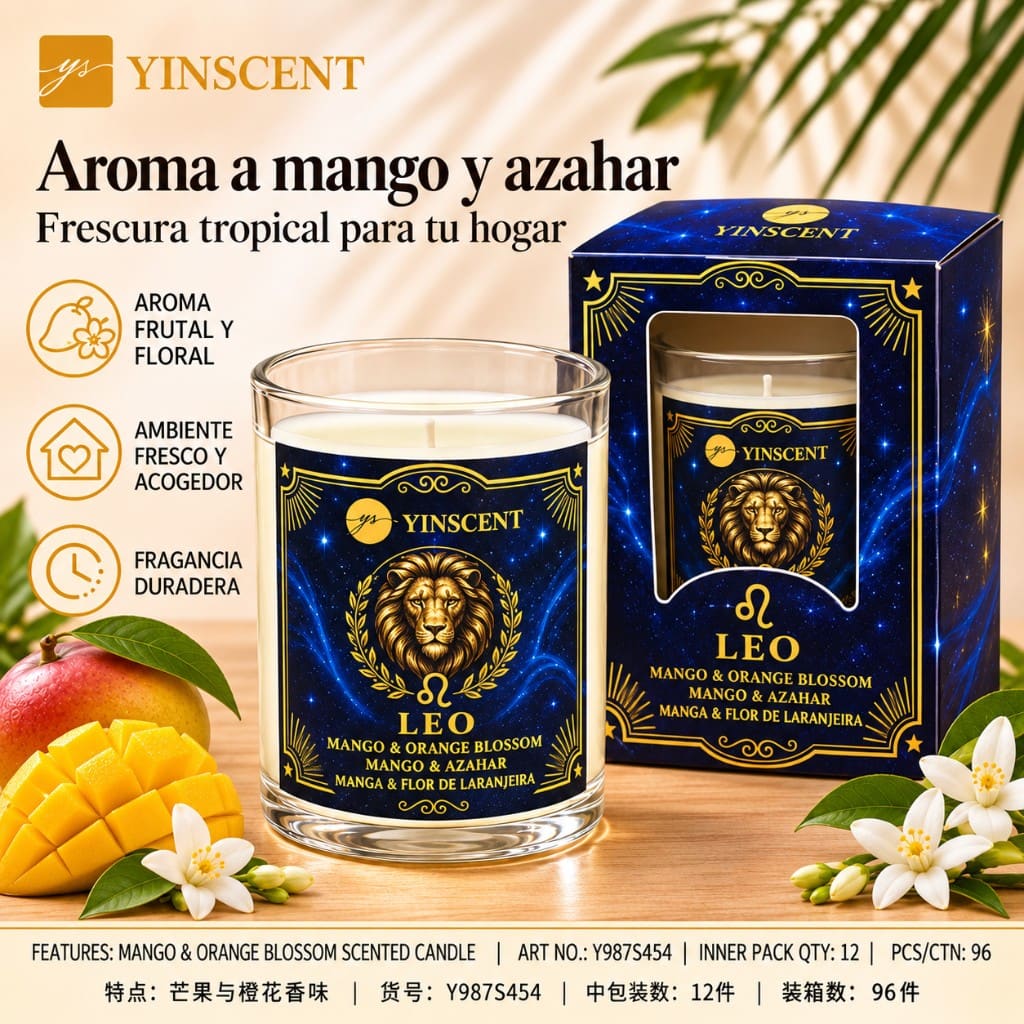 ys YINSCENT
Aroma a mango y azahar
Frescura tropical para tu hogar
AROMA
FRUTAL Y
FLORAL
AMBIENTE
FRESCO Y
ACOGEDOR
FRAGANCIA
DURADERA
ys YINSCENT
LEO
MANGO & ORANGE BLOSSOM
MANGO & AZAHAR
MANGA & FLOR DE LARANJEIRA
ys
YINSCENT
ys YINSCENT
LEO
MANGO & ORANGE BLOSSOM
MANGO & AZAHAR
MANGA & FLOR DE LARANJEIRA
FEATURES: MANGO & ORANGE BLOSSOM SCENTED CANDLE | ART NO.: Y987S454 | INNER PACK QTY: 12 | PCS/CTN: 96
特点：芒果与橙花香味 | 货号：Y987S454 | 中包装数：12件 | 装箱数：96件